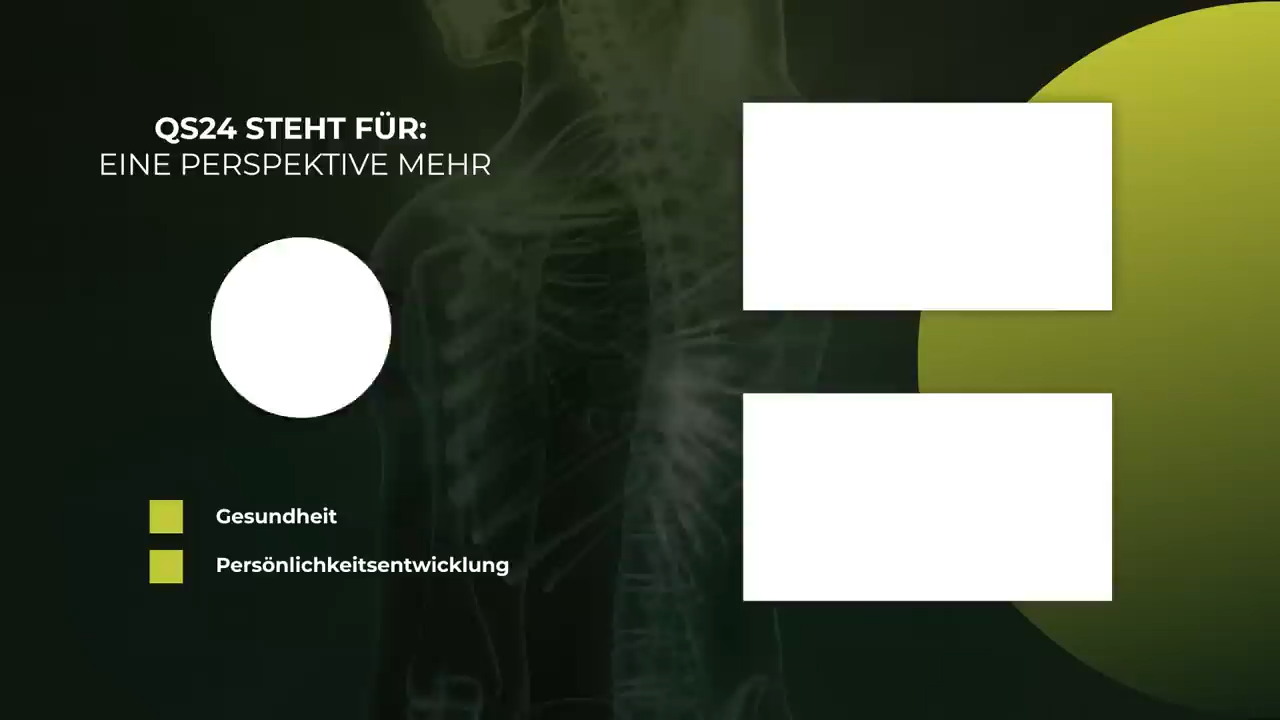 QS24 STEHT FÜR:
EINE PERSPEKTIVE MEHR
Gesundheit
Persönlichkeitsentwicklung